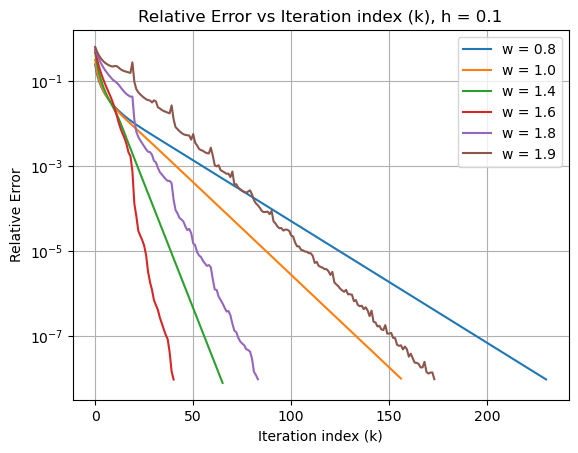 Relative Error vs Iteration index (k), h = 0.1
w = 0.8
w = 1.0
w = 1.4
w = 1.6
w = 1.8
w = 1.9
Relative Error
10⁻¹
10⁻³
10⁻⁵
10⁻⁷
0 50 100 150 200
Iteration index (k)